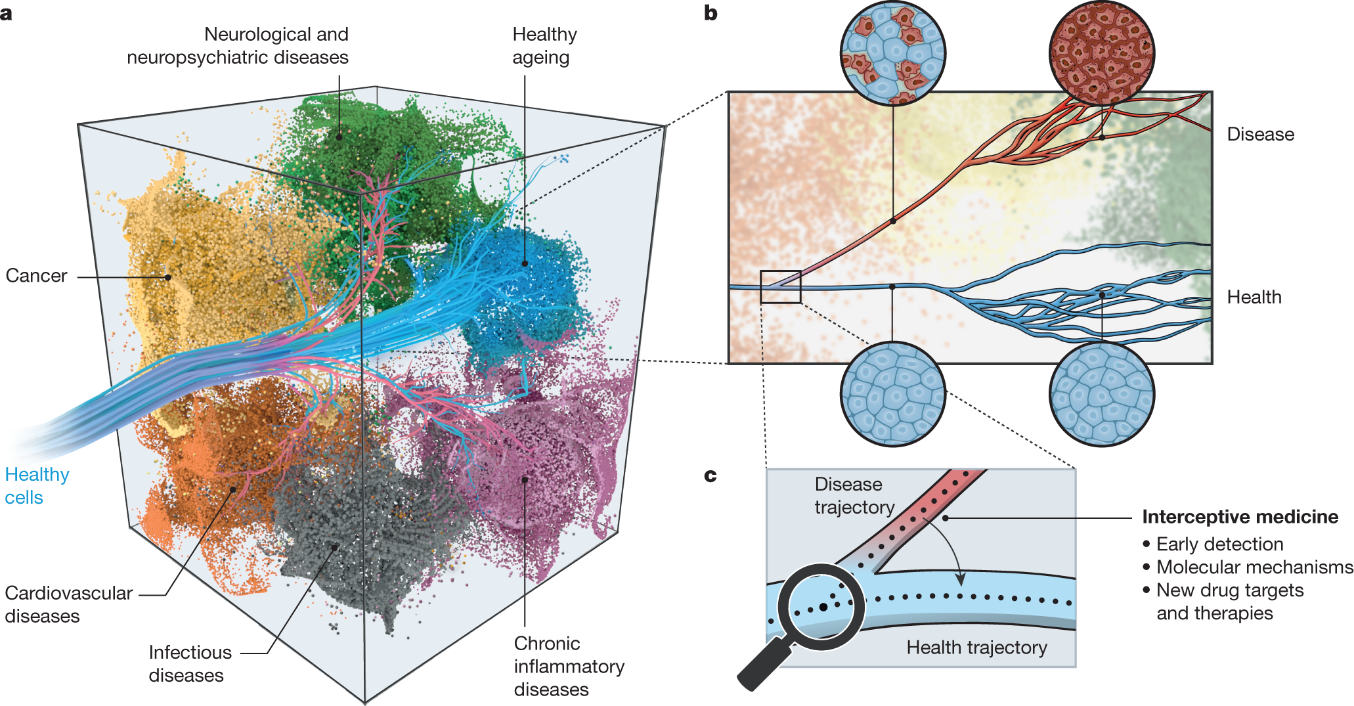 a
Neurological and
neuropsychiatric diseases
Healthy
ageing
Cancer
Healthy
cells
Cardiovascular
diseases
Infectious
diseases
Chronic
inflammatory
diseases
b
Disease
Health
c
Disease
trajectory
Health trajectory
Interceptive medicine
• Early detection
• Molecular mechanisms
• New drug targets
and therapies